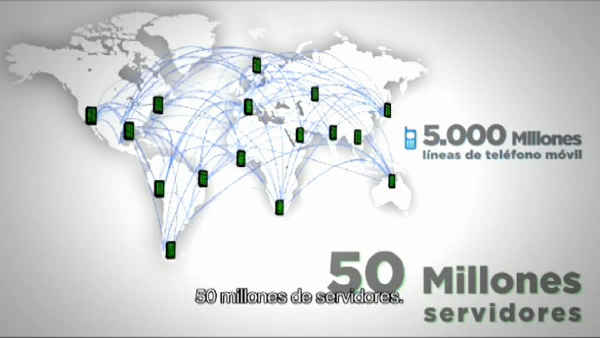 5.000 Millones
líneas de teléfono móvil
50 Millones
servidores
50 millones de servidores.